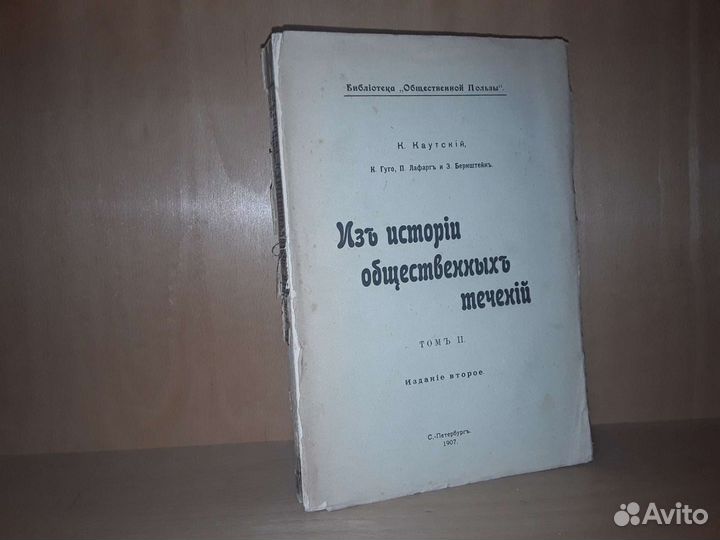 Библіотека „Общественной Пользы“.
К. Каутскій,
К. Гуго, П. Лафаргъ и Э. Бернштейнъ.
Изъ исторіи
общественныхъ
теченій
ТОМЪ II.
Изданіе второе.
С.-Петербургъ.
1907.
Avito